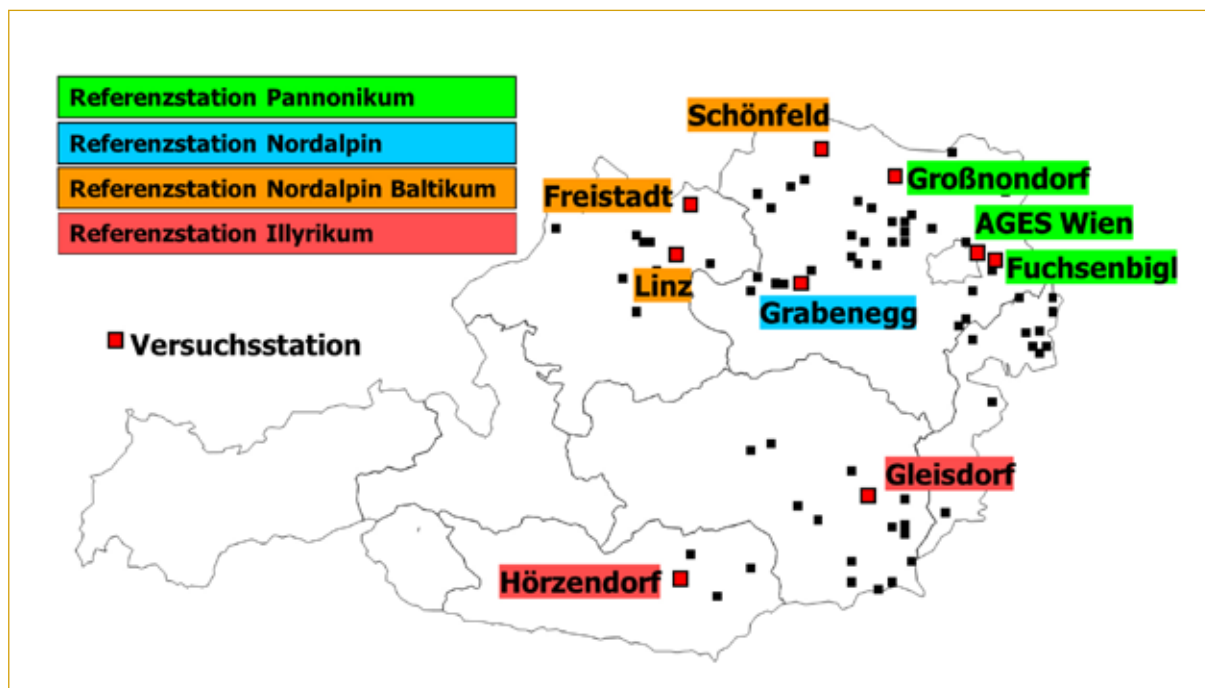 Referenzstation Pannonikum
Referenzstation Nordalpin
Referenzstation Nordalpin Baltikum
Referenzstation Illyrikum
Schönfeld
Großnondorf
Freistadt
AGES Wien
Fuchsenbigl
Linz
Grabenegg
Versuchsstation
Gleisdorf
Hörzendorf